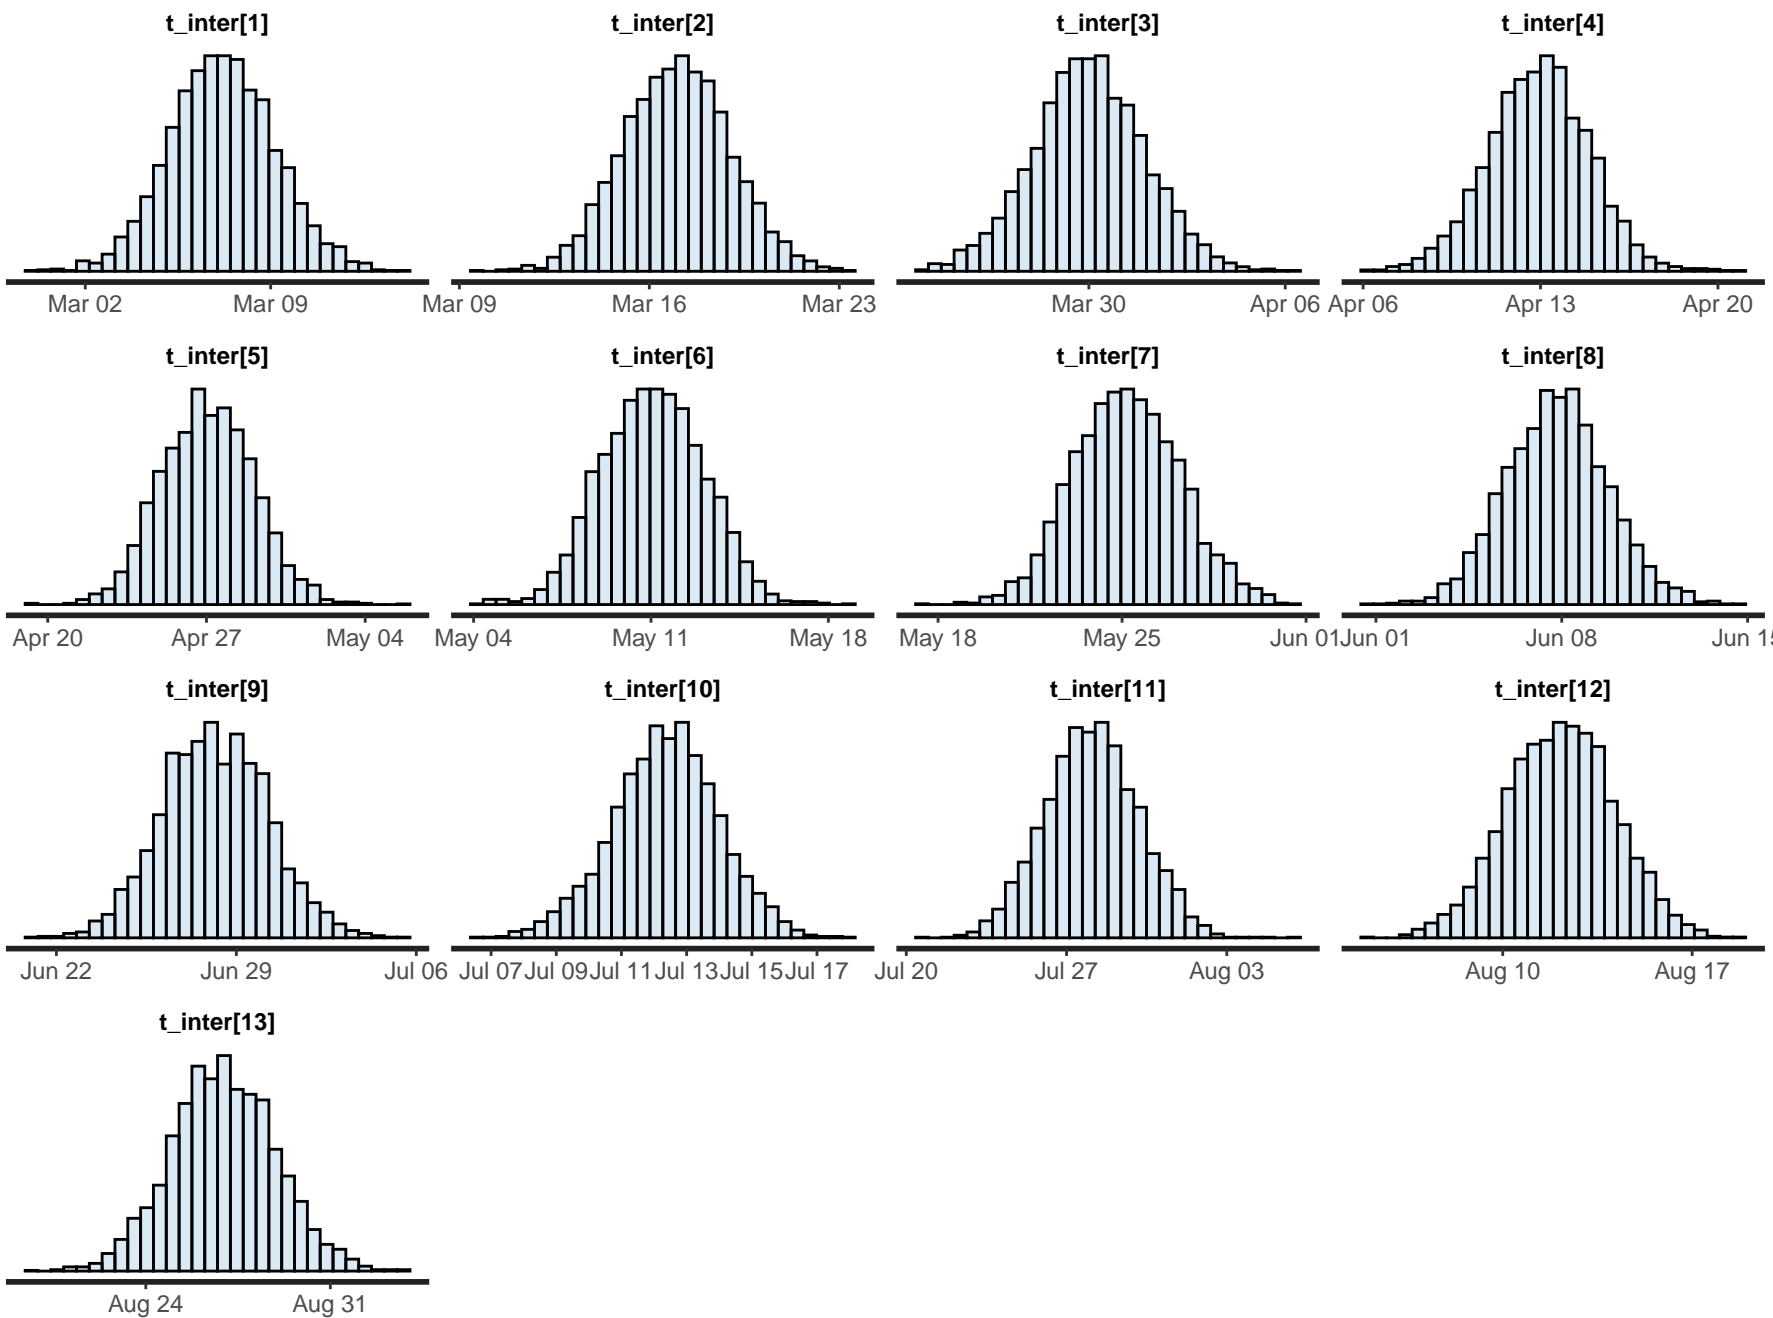 t_inter[1] t_inter[2] t_inter[3] t_inter[4]
Mar 02 Mar 09 Mar 09 Mar 16 Mar 23 Mar 30 Apr 06 Apr 06 Apr 13 Apr 20
t_inter[5] t_inter[6] t_inter[7] t_inter[8]
Apr 20 Apr 27 May 04 May 04 May 11 May 18 May 18 May 25 Jun 01 Jun 01 Jun 08 Jun 15
t_inter[9] t_inter[10] t_inter[11] t_inter[12]
Jun 22 Jun 29 Jul 06 Jul 07 Jul 09 Jul 11 Jul 13 Jul 15 Jul 17 Jul 20 Jul 27 Aug 03 Aug 10 Aug 17
t_inter[13]
Aug 24 Aug 31